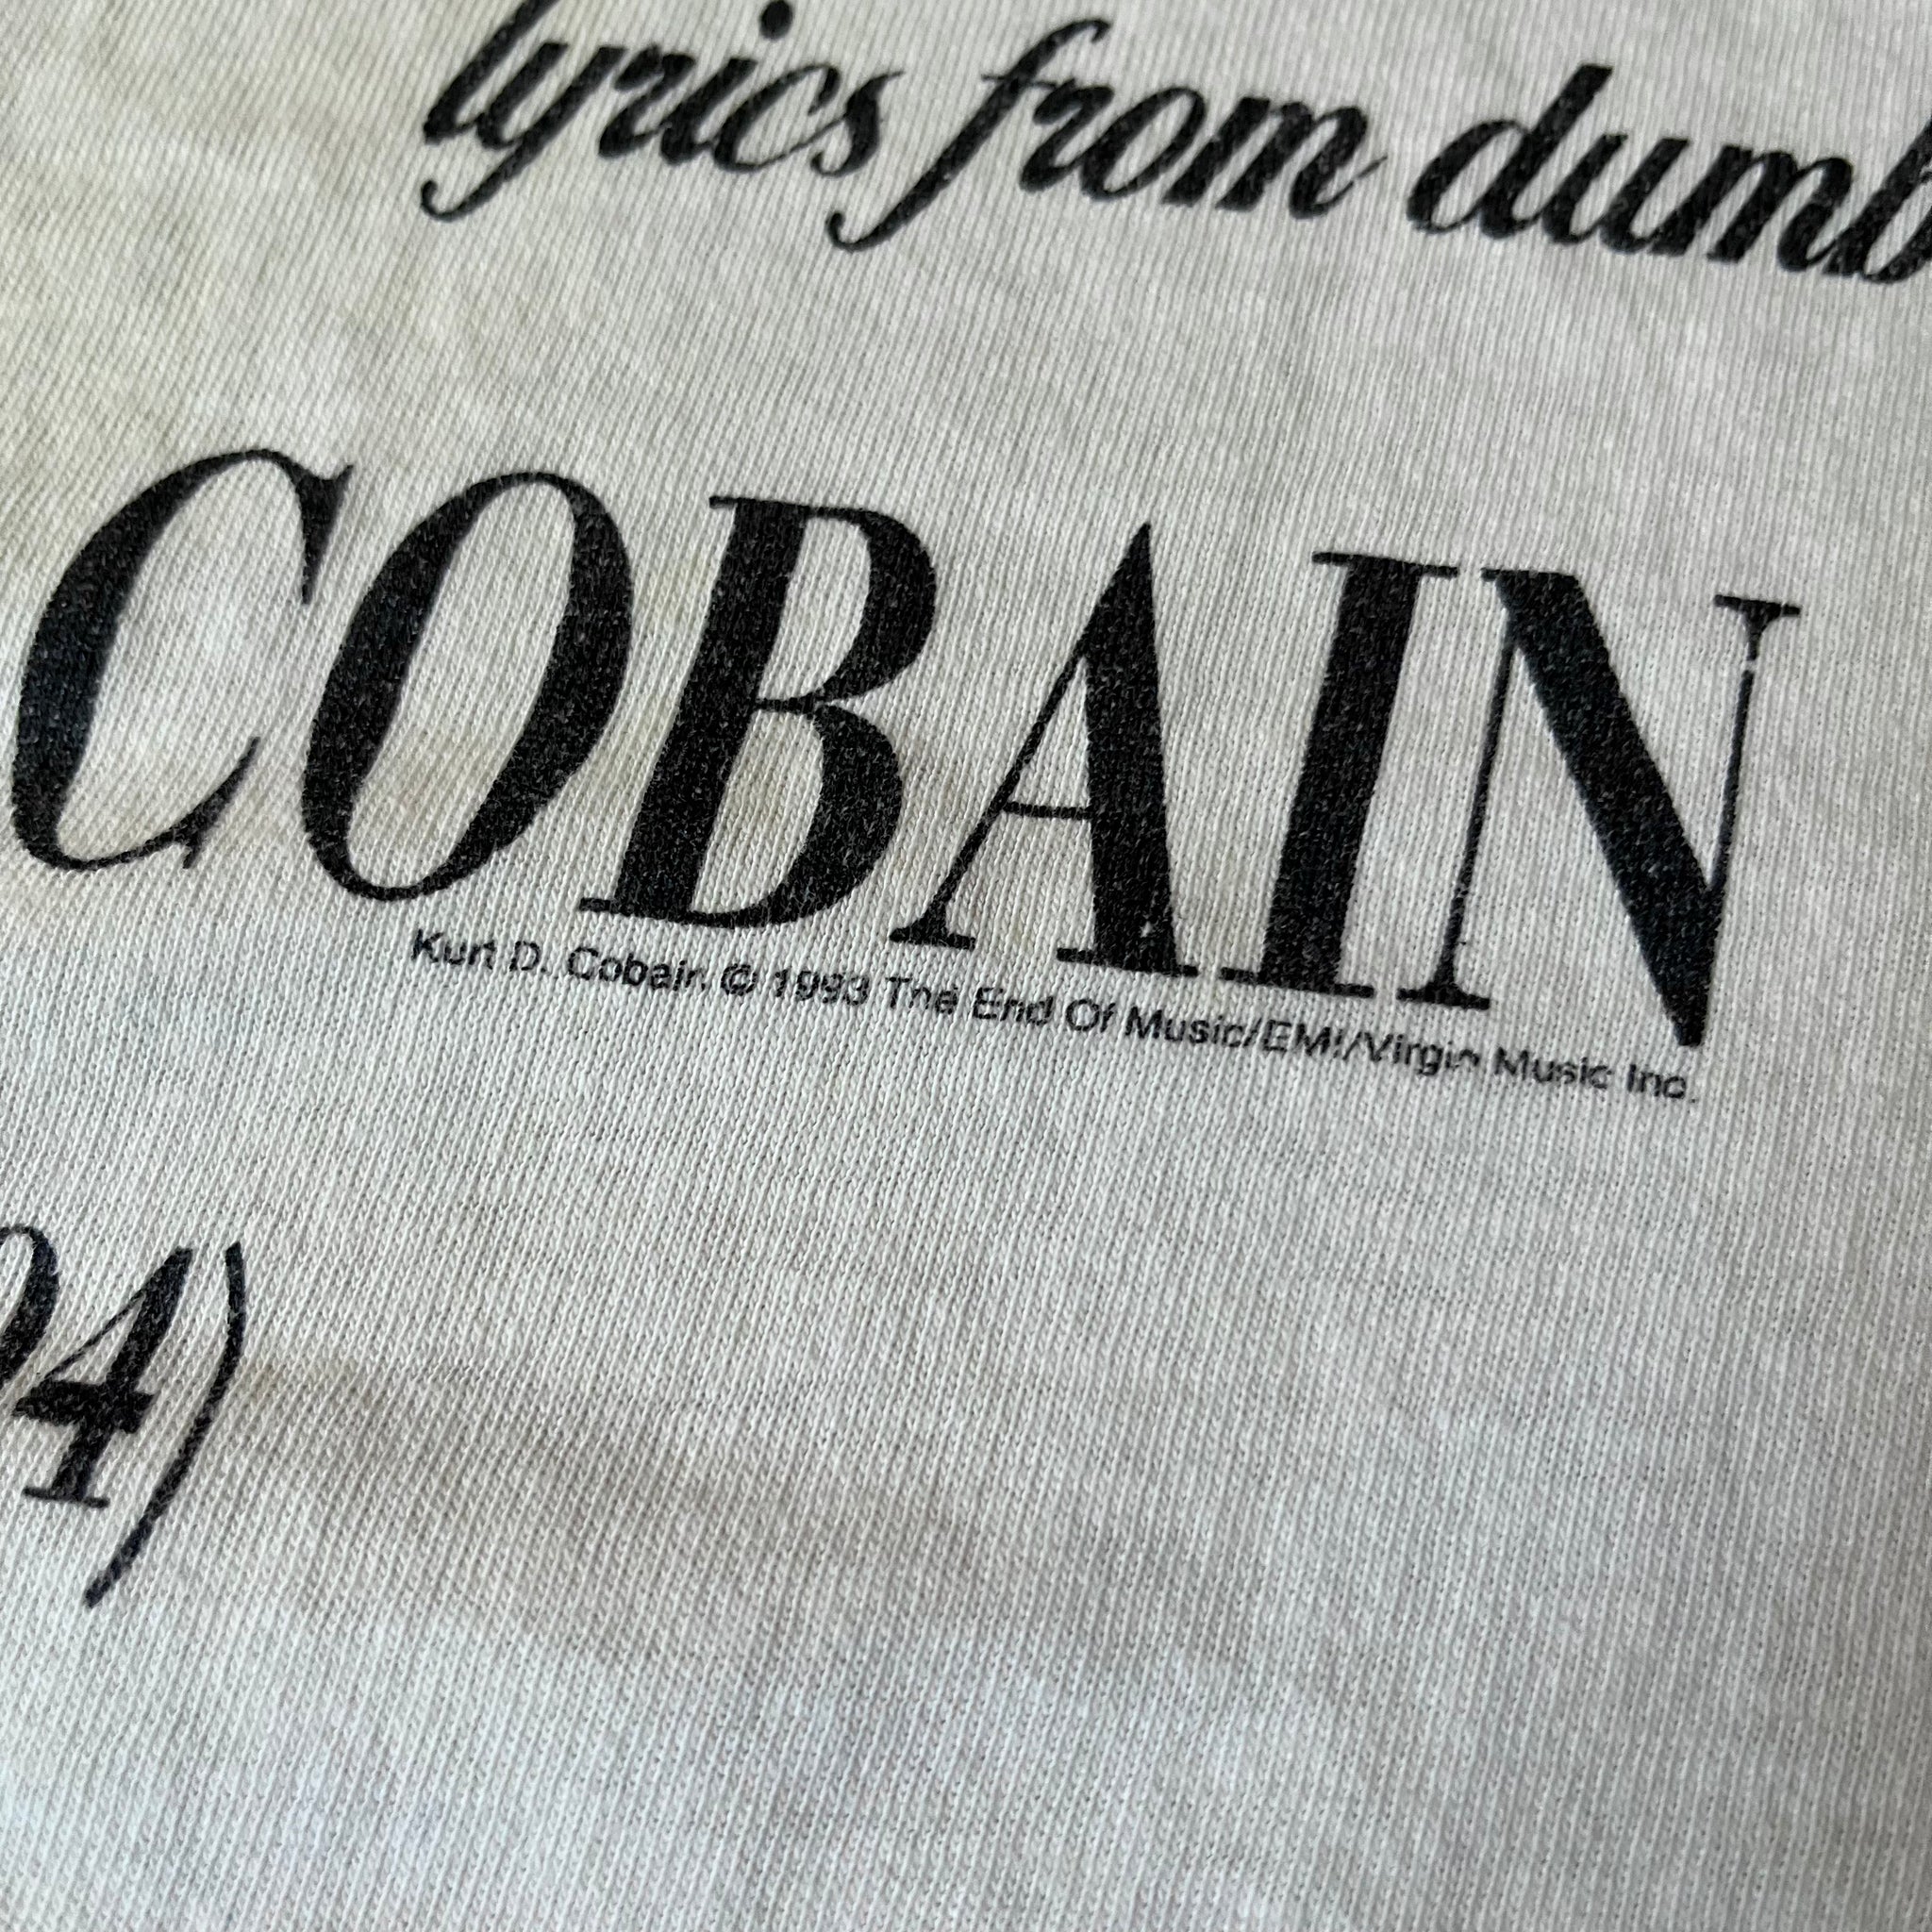 lyrics from dumb
COBAIN
Kurt D. Cobain © 1993 The End Of Music/EMI/Virgin Music Inc.
94)